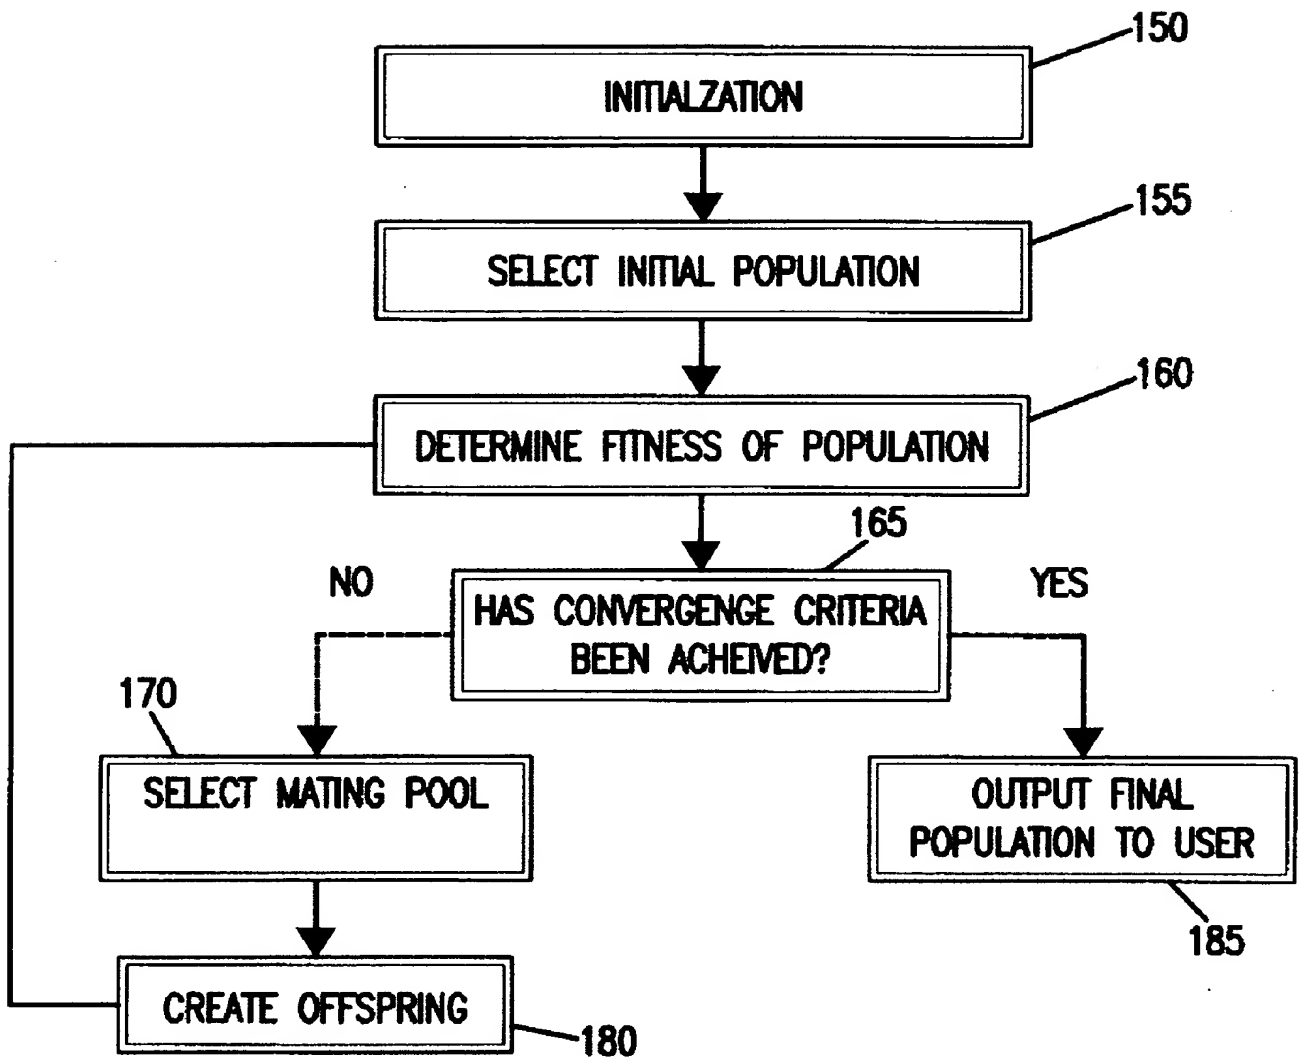 150
INITIALZATION
155
SELECT INITIAL POPULATION
160
DETERMINE FITNESS OF POPULATION
165
NO
YES
HAS CONVERGENGE CRITERIA
BEEN ACHEIVED?
170
SELECT MATING POOL
OUTPUT FINAL
POPULATION TO USER
185
CREATE OFFSPRING
180